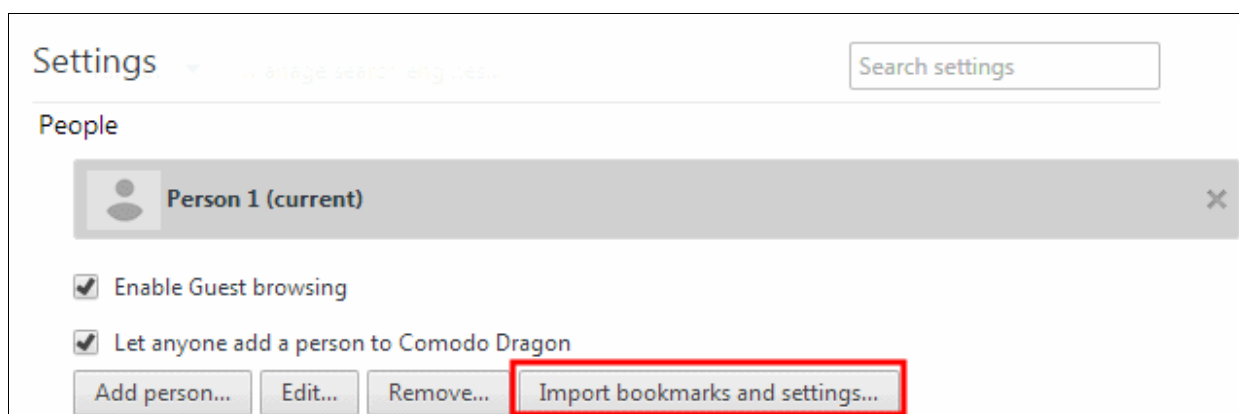 Settings
Search settings
People
Person 1 (current)
Enable Guest browsing
Let anyone add a person to Comodo Dragon
Add person... Edit... Remove... Import bookmarks and settings...